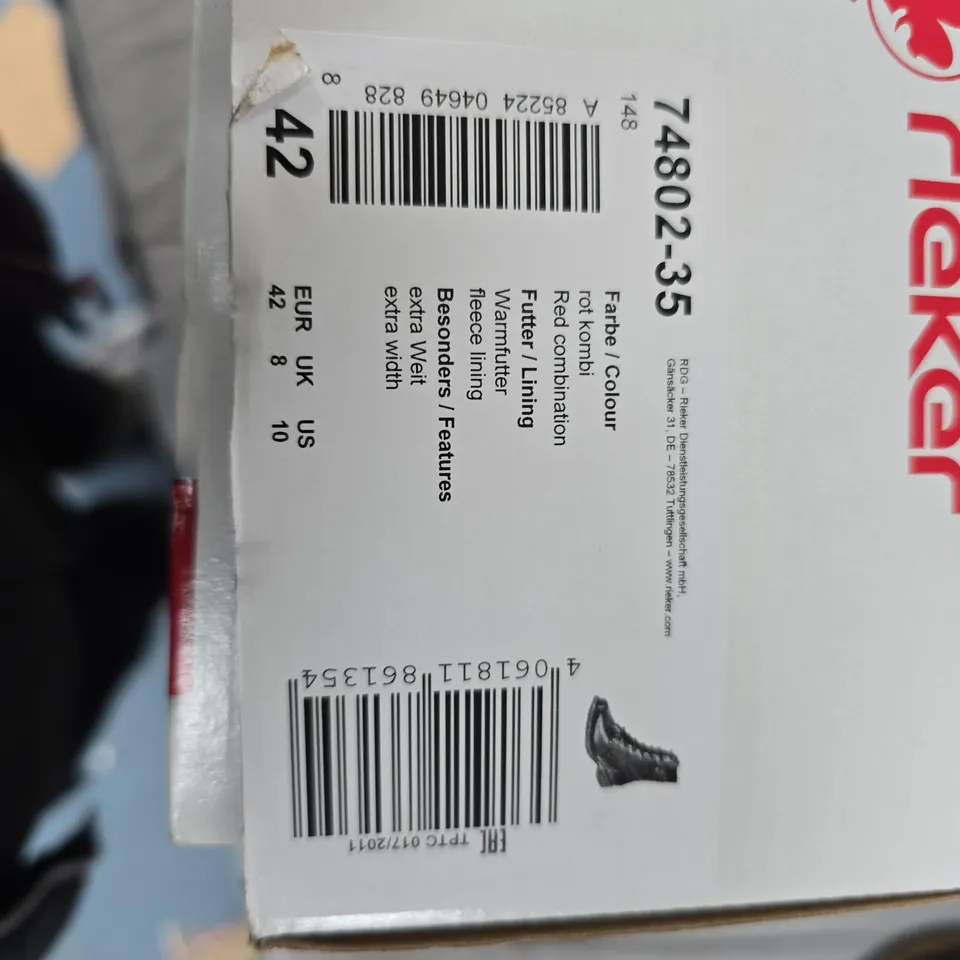 rieker
74802-35
RDG – Rieker Dienstleistungsgesellschaft mbH,
Gänsäcker 31, DE – 78532 Tuttlingen – www.rieker.com
148
A 85224 04649 828 8
Farbe / Colour
rot kombi
Red combination
Futter / Lining
Warmfutter
fleece lining
Besonders / Features
extra Weit
extra width
42
EUR UK US
42 8 10
4 061811 861354
EAC TPTC 017/2011